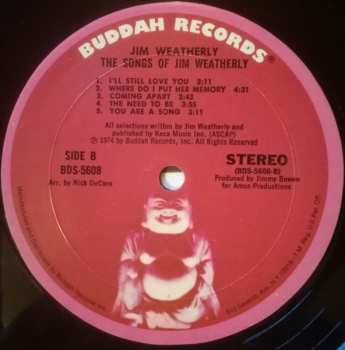 BUDDAH RECORDS®
JIM WEATHERLY
THE SONGS OF JIM WEATHERLY
1. I'LL STILL LOVE YOU 3:11
2. WHERE DO I PUT HER MEMORY 4:31
3. COMING APART 2:43
4. THE NEED TO BE 3:55
5. YOU ARE A SONG 3:11
All selections written by Jim Weatherly and
published by Keca Music Inc. (ASCAP)
℗ 1974 by Buddah Records, Inc. All Rights Reserved
SIDE B
BDS-5608
Arr. by Nick DeCaro
STEREO
(BDS-5608-B)
Produced by Jimmy Bowen
for Amos Productions